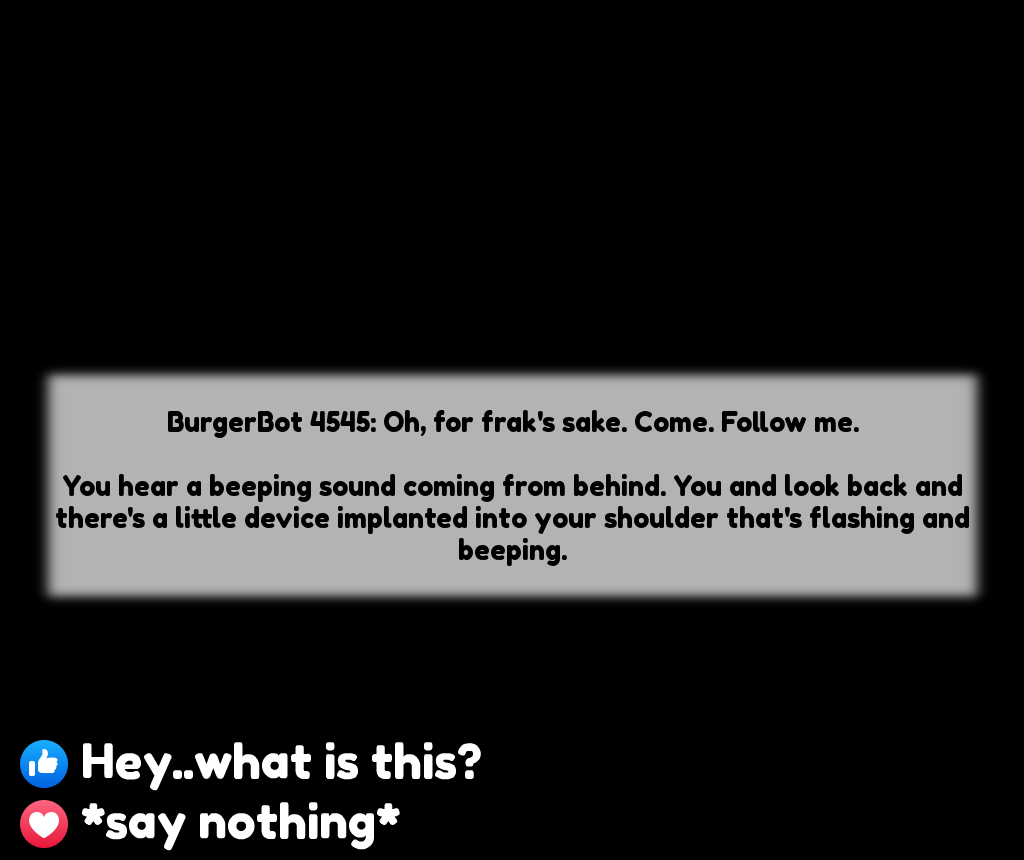 BurgerBot 4545: Oh, for frak's sake. Come. Follow me.
You hear a beeping sound coming from behind. You and look back and
there's a little device implanted into your shoulder that's flashing and
beeping.
Hey..what is this?
*say nothing*